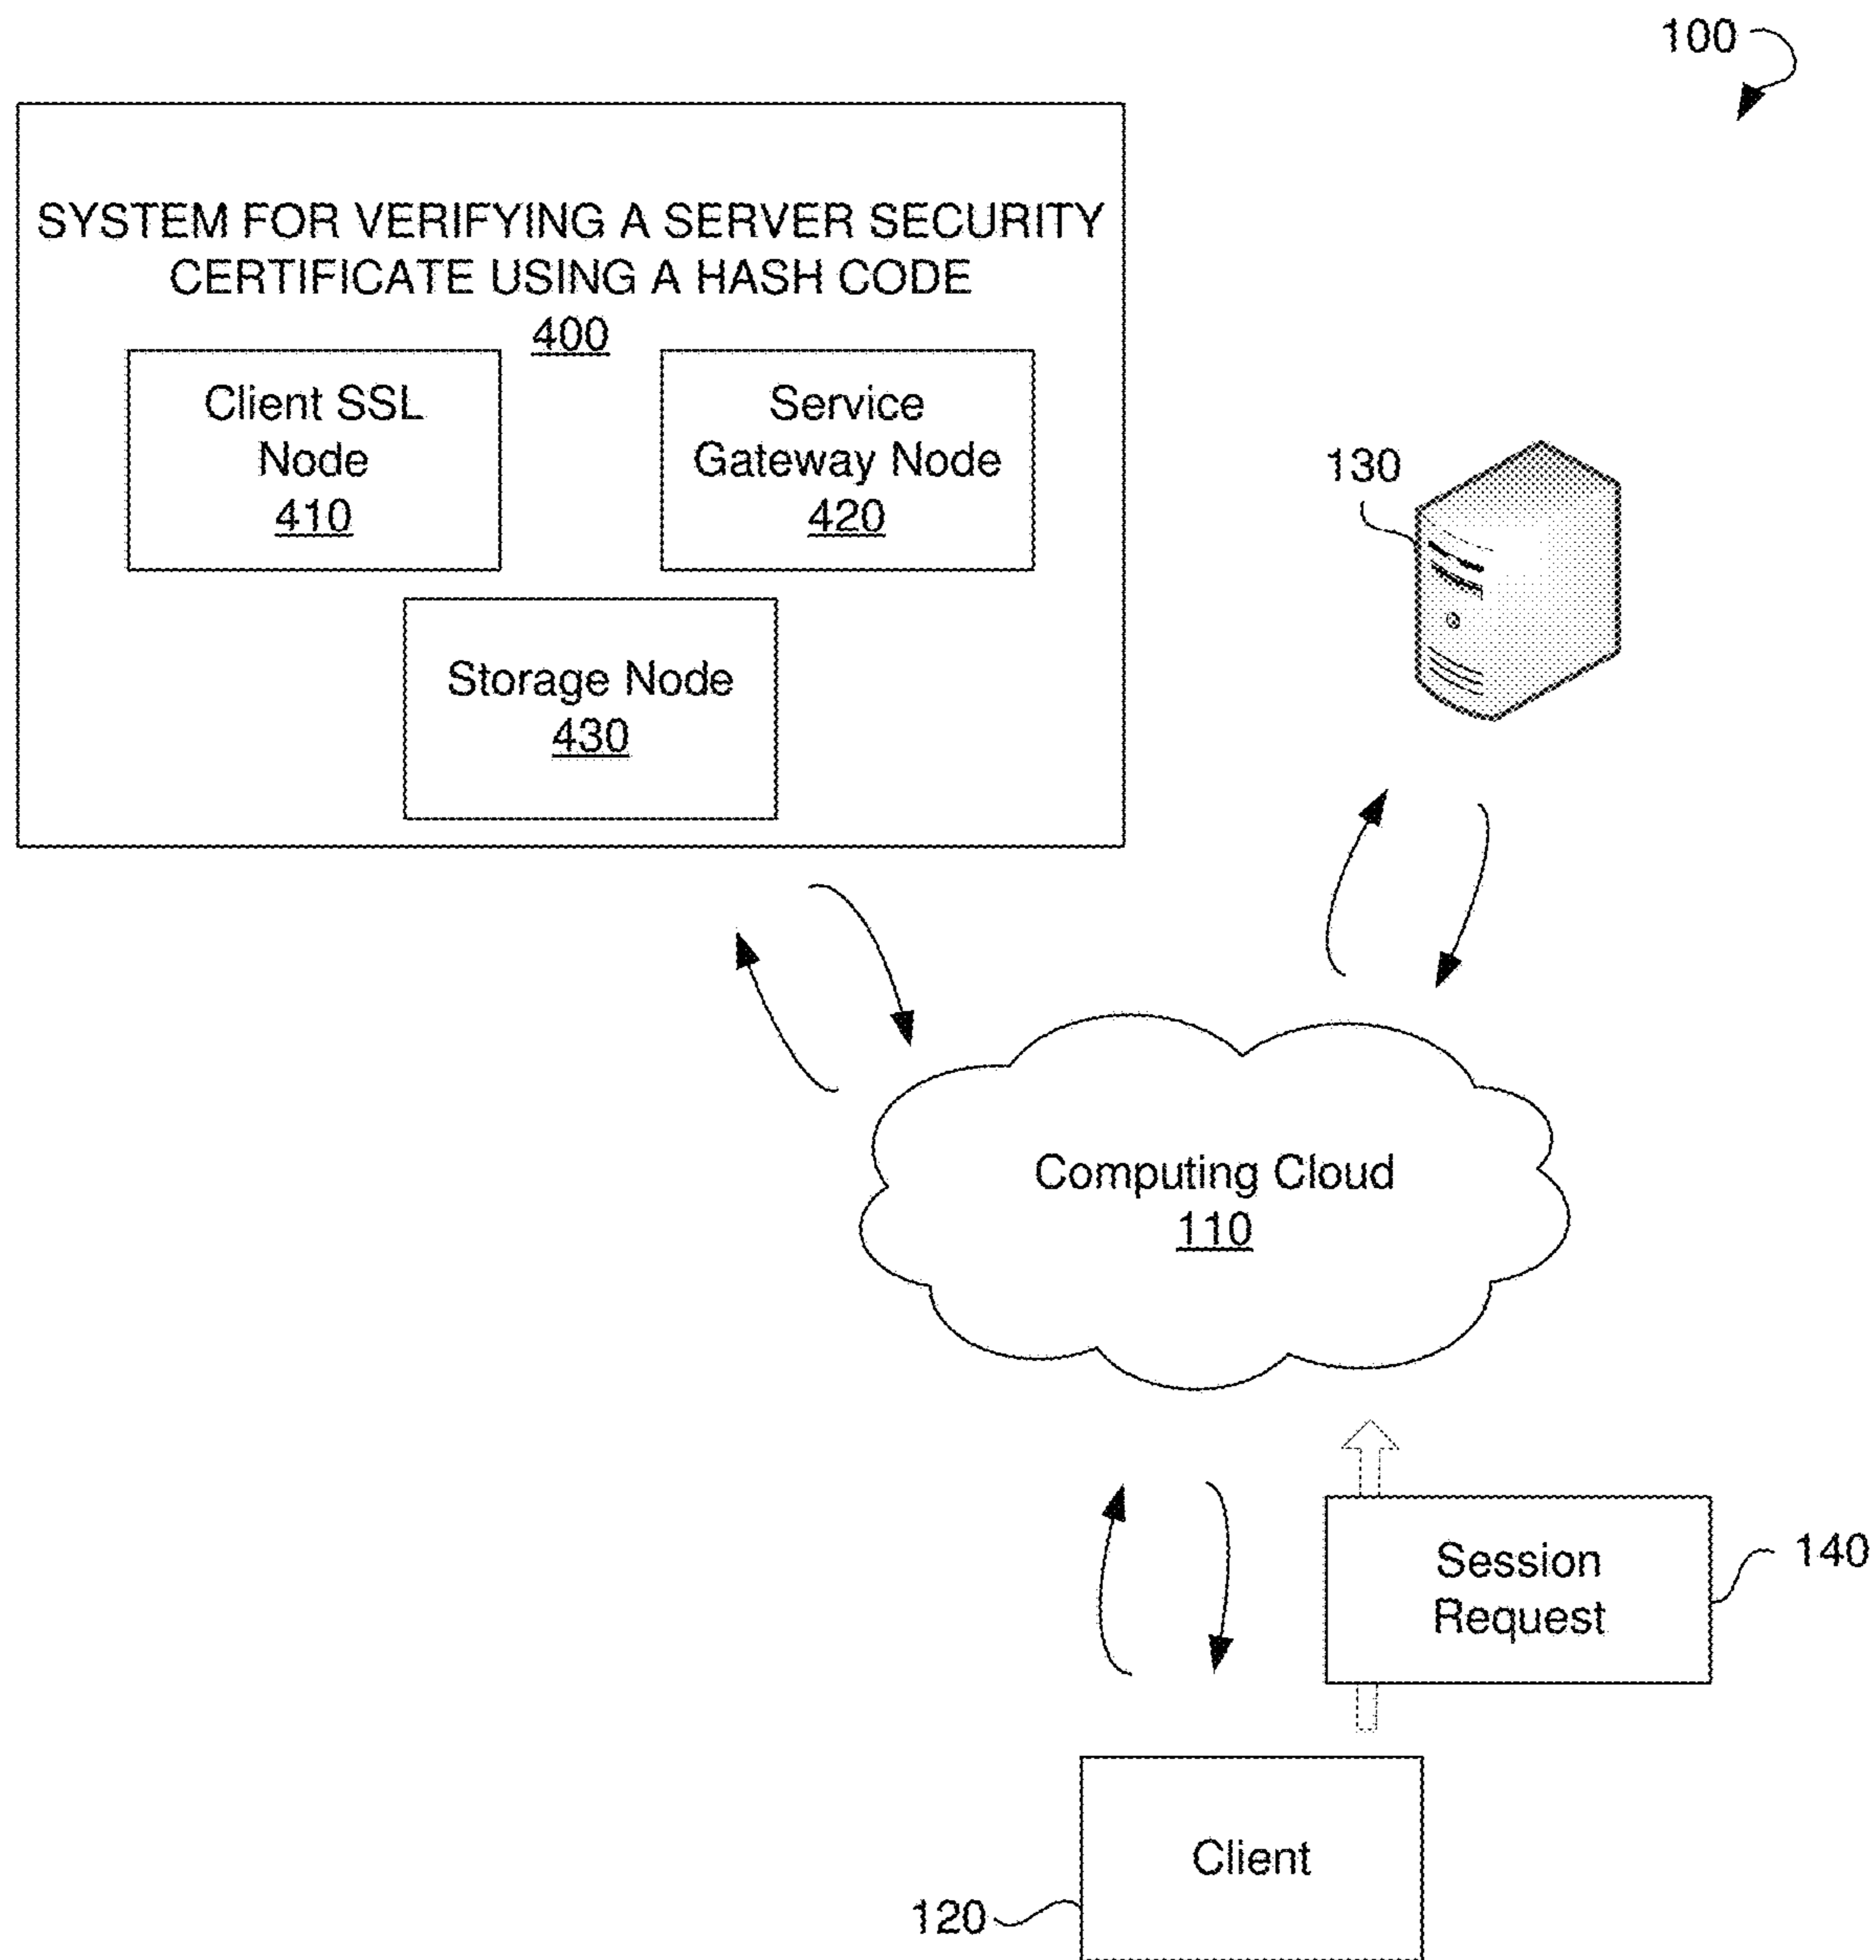 100
SYSTEM FOR VERIFYING A SERVER SECURITY
CERTIFICATE USING A HASH CODE
400
Client SSL
Node
410
Service
Gateway Node
420
Storage Node
430
130
Computing Cloud
110
Session
Request
140
Client
120